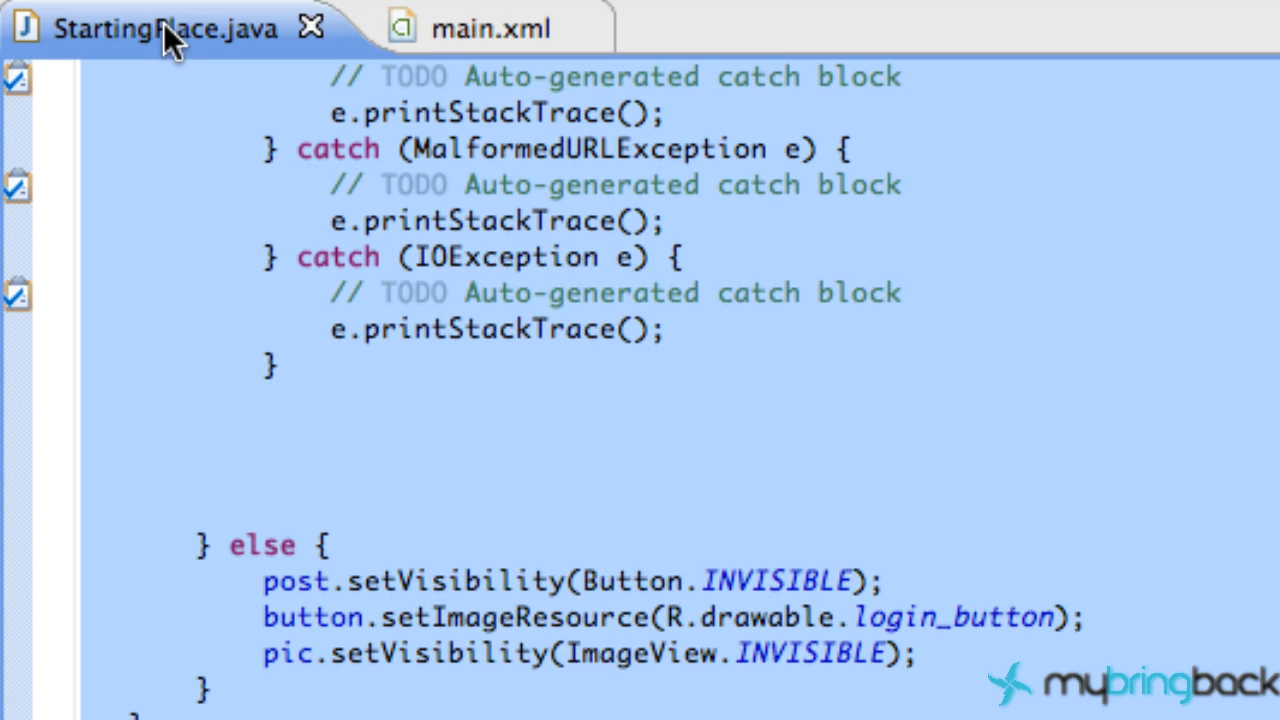 StartingPlace.java main.xml
// TODO Auto-generated catch block
e.printStackTrace();
} catch (MalformedURLException e) {
// TODO Auto-generated catch block
e.printStackTrace();
} catch (IOException e) {
// TODO Auto-generated catch block
e.printStackTrace();
}
} else {
post.setVisibility(Button.INVISIBLE);
button.setImageResource(R.drawable.login_button);
pic.setVisibility(ImageView.INVISIBLE);
}
}
mybringback